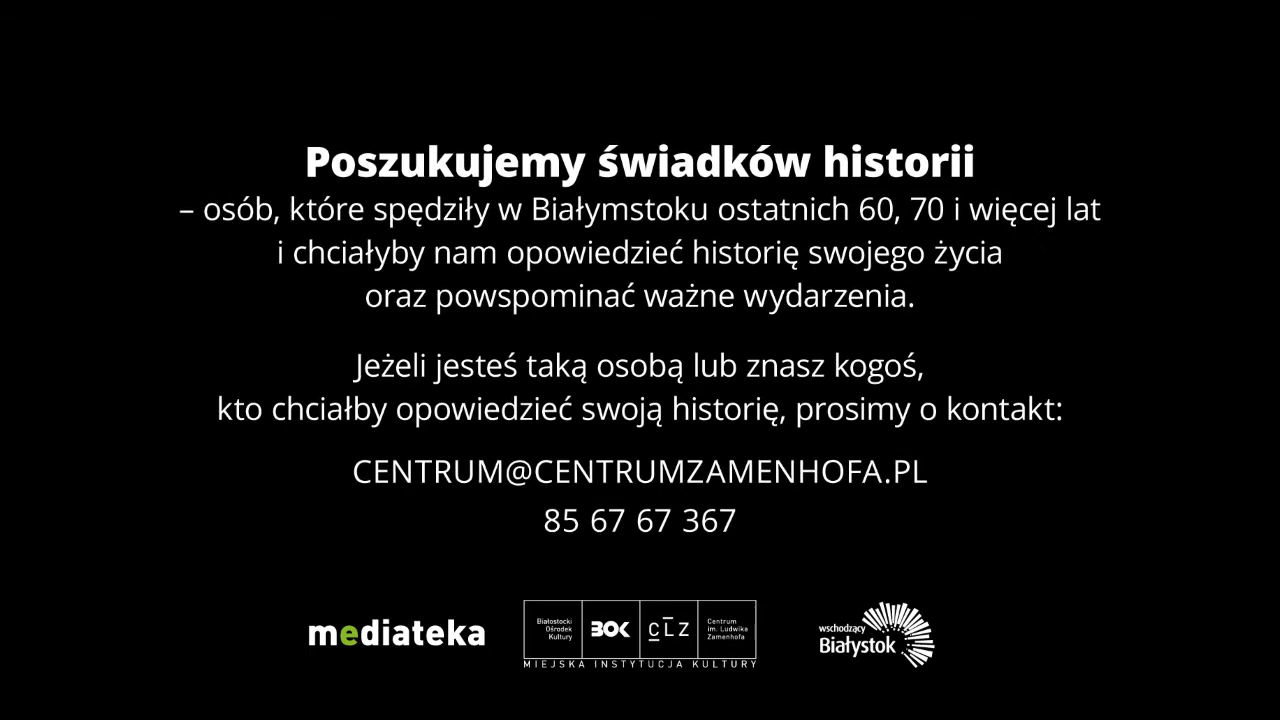 Poszukujemy świadków historii
– osób, które spędziły w Białymstoku ostatnich 60, 70 i więcej lat
i chciałyby nam opowiedzieć historię swojego życia
oraz powspominać ważne wydarzenia.
Jeżeli jesteś taką osobą lub znasz kogoś,
kto chciałby opowiedzieć swoją historię, prosimy o kontakt:
CENTRUM@CENTRUMZAMENHOFA.PL
85 67 67 367
mediateka
Białostocki
Ośrodek
Kultury
BOK
CLZ
Centrum
im. Ludwika
Zamenhofa
MIEJSKA INSTYTUCJA KULTURY
wschodzący
Białystok